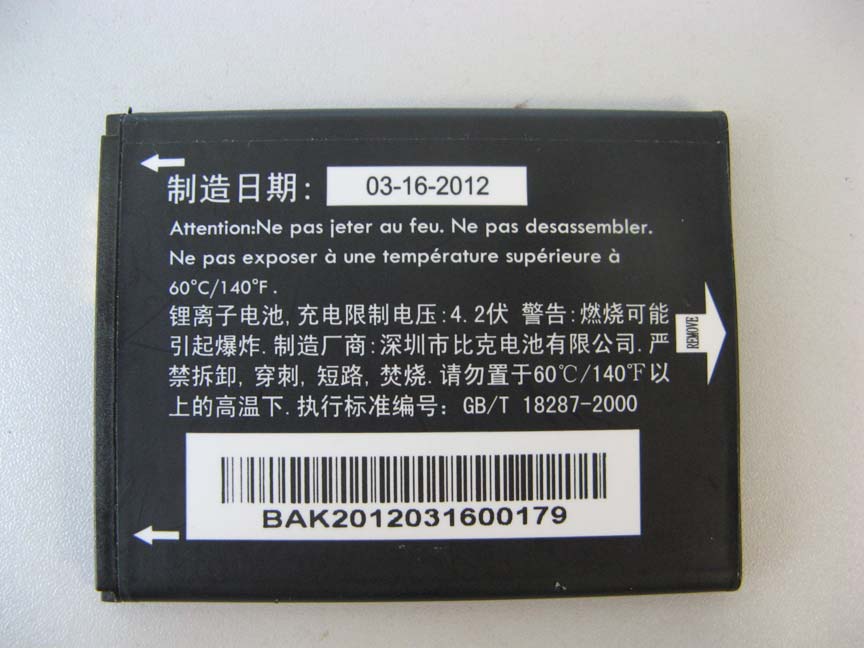 制造日期: 03-16-2012
Attention:Ne pas jeter au feu. Ne pas desassembler.
Ne pas exposer à une température supérieure à
60°C/140°F.
锂离子电池,充电限制电压:4.2伏 警告:燃烧可能
引起爆炸.制造厂商:深圳市比克电池有限公司.严
禁拆卸,穿刺,短路,焚烧.请勿置于60℃/140℉以
上的高温下.执行标准编号: GB/T 18287-2000
REMOVE
BAK2012031600179